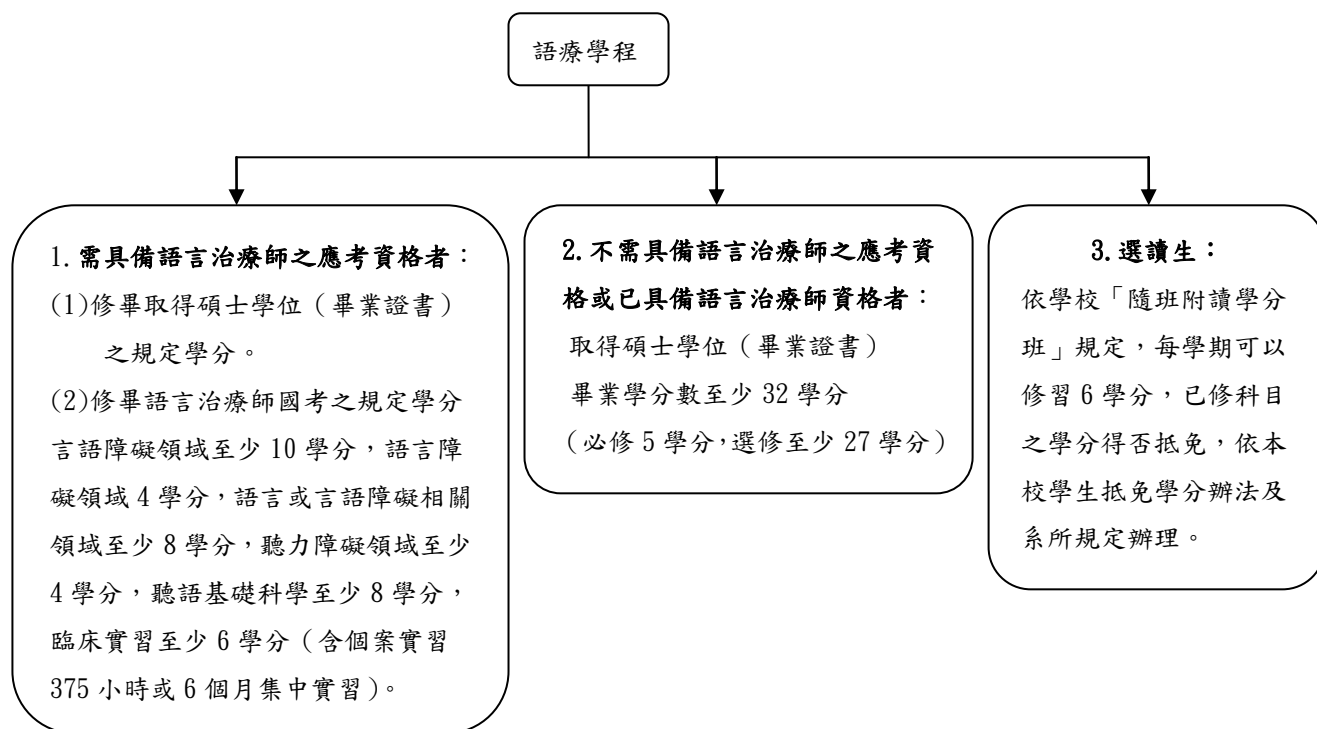 語療學程
1.需具備語言治療師之應考資格者：
(1)修畢取得碩士學位（畢業證書）
之規定學分。
(2)修畢語言治療師國考之規定學分
言語障礙領域至少 10 學分，語言障
礙領域 4 學分，語言或言語障礙相關
領域至少 8 學分，聽力障礙領域至少
4 學分，聽語基礎科學至少 8 學分，
臨床實習至少 6 學分（含個案實習
375 小時或 6 個月集中實習）。
2.不需具備語言治療師之應考資
格或已具備語言治療師資格者：
取得碩士學位（畢業證書）
畢業學分數至少 32 學分
（必修 5 學分，選修至少 27 學分）
3.選讀生：
依學校「隨班附讀學分
班」規定，每學期可以
修習 6 學分，已修科目
之學分得否抵免，依本
校學生抵免學分辦法及
系所規定辦理。